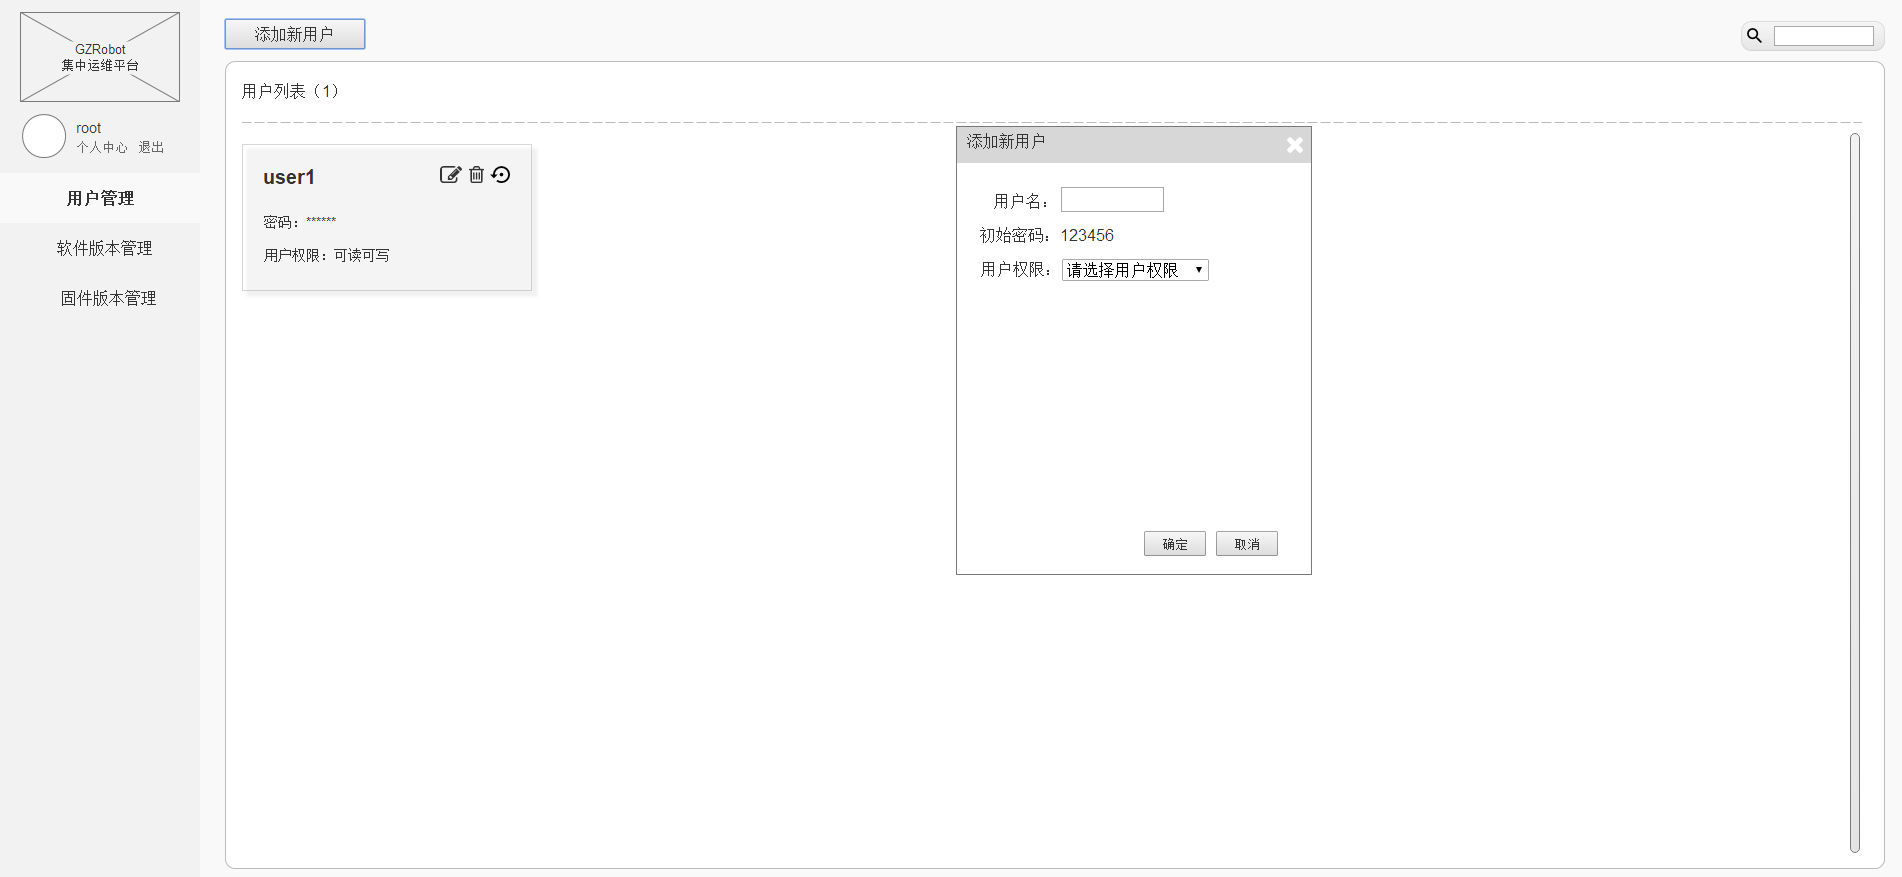 GZRobot
集中运维平台
root
个人中心 退出
用户管理
软件版本管理
固件版本管理
添加新用户
用户列表（1）
user1
密码：******
用户权限：可读可写
添加新用户
用户名：
初始密码：123456
用户权限：请选择用户权限
确定 取消